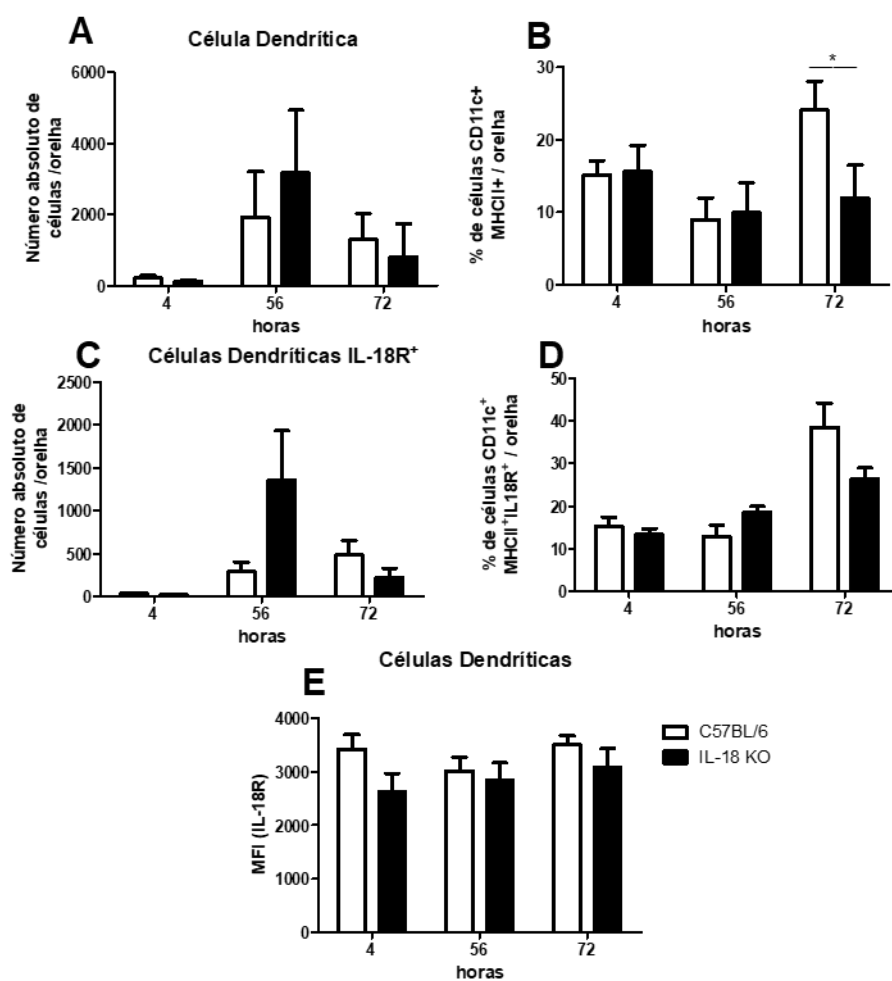 A
Célula Dendrítica
Número absoluto de
células /orelha
6000
4000
2000
0
4
56
72
horas
B
% de células CD11c+
MHCII+ / orelha
30
20
10
0
*
4
56
72
horas
C
Células Dendríticas IL-18R⁺
Número absoluto de
células /orelha
2500
2000
1500
1000
500
0
4
56
72
horas
D
% de células CD11c⁺
MHCII⁺IL18R⁺ / orelha
50
40
30
20
10
0
4
56
72
horas
Células Dendríticas
E
MFI (IL-18R)
4000
3000
2000
1000
0
4
56
72
horas
C57BL/6
IL-18 KO